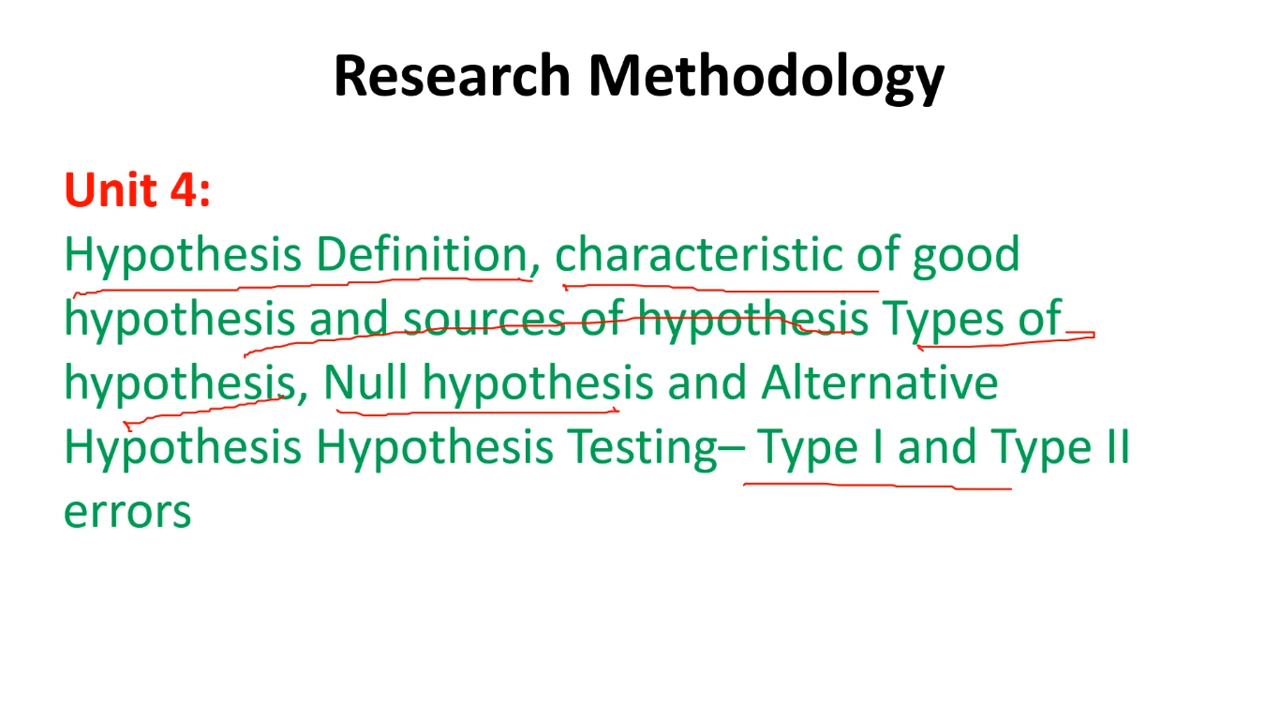 Research Methodology
Unit 4:
Hypothesis Definition, characteristic of good
hypothesis and sources of hypothesis Types of
hypothesis, Null hypothesis and Alternative
Hypothesis Hypothesis Testing– Type I and Type II
errors